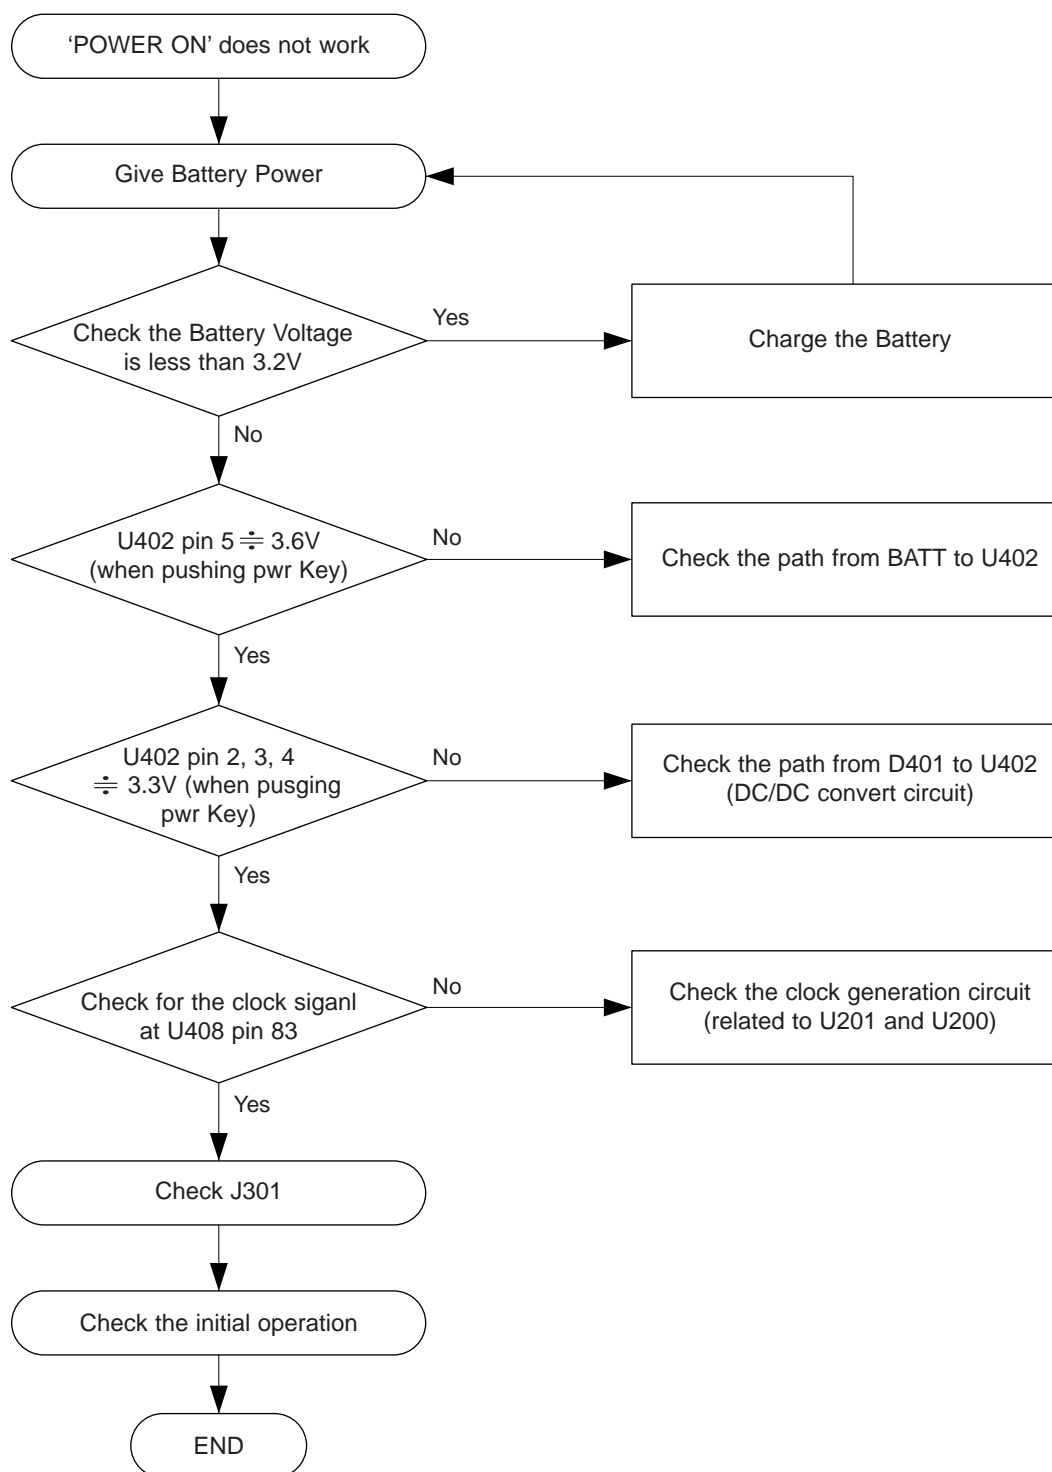 ‘POWER ON’ does not work
Give Battery Power
Check the Battery Voltage
is less than 3.2V
Yes
Charge the Battery
No
U402 pin 5 ≑ 3.6V
(when pushing pwr Key)
No
Check the path from BATT to U402
Yes
U402 pin 2, 3, 4
≑ 3.3V (when pusging
pwr Key)
No
Check the path from D401 to U402
(DC/DC convert circuit)
Yes
Check for the clock siganl
at U408 pin 83
No
Check the clock generation circuit
(related to U201 and U200)
Yes
Check J301
Check the initial operation
END